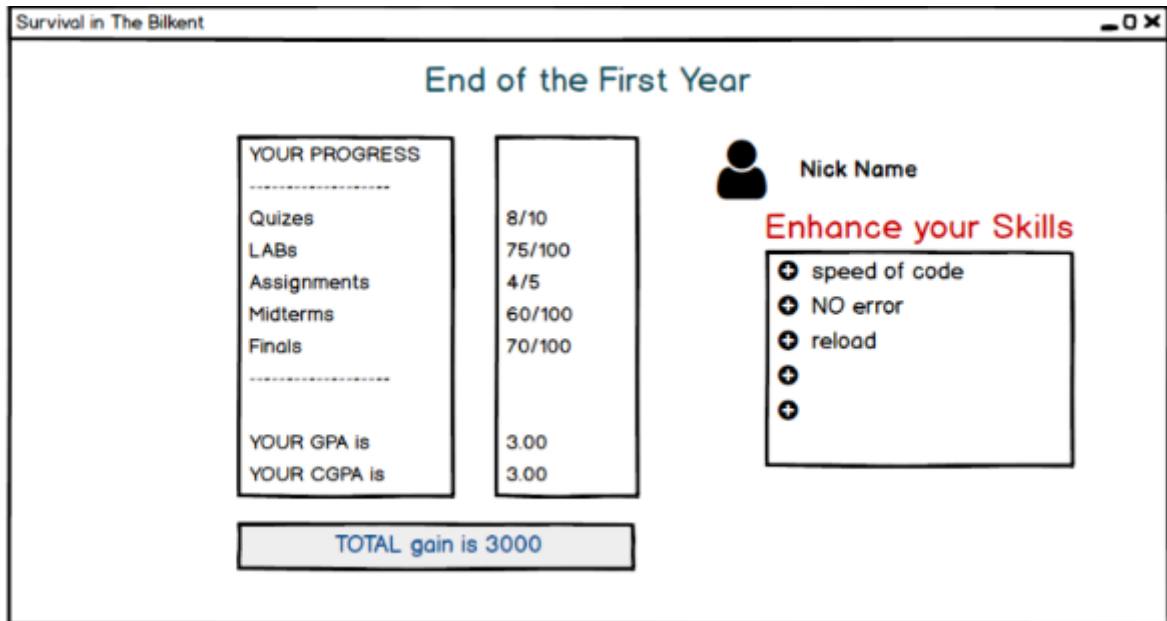 Survival in The Bilkent
End of the First Year
YOUR PROGRESS
--------------------
Quizes 8/10
LABs 75/100
Assignments 4/5
Midterms 60/100
Finals 70/100
--------------------
YOUR GPA is 3.00
YOUR CGPA is 3.00
TOTAL gain is 3000
Nick Name
Enhance your Skills
speed of code
NO error
reload